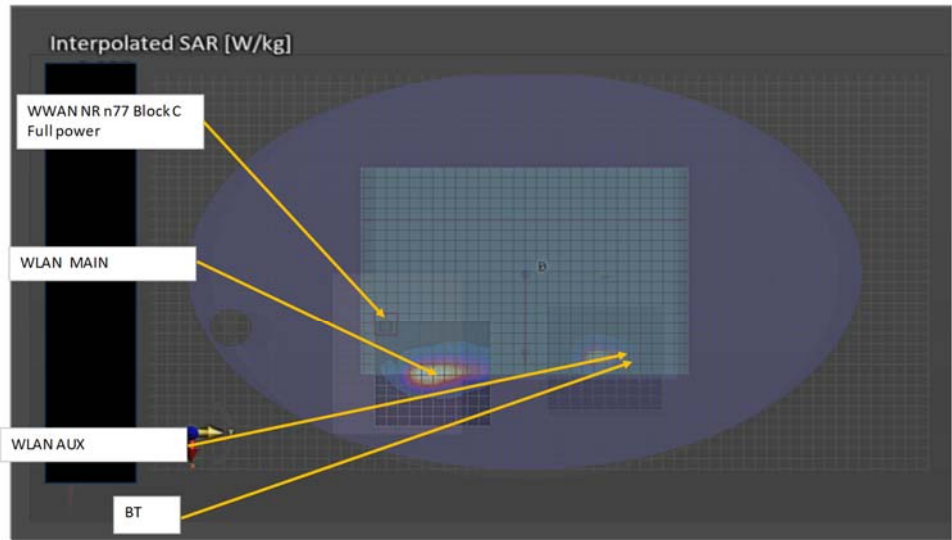 Interpolated SAR [W/kg]
WWAN NR n77 Block C
Full power
WLAN MAIN
WLAN AUX
BT